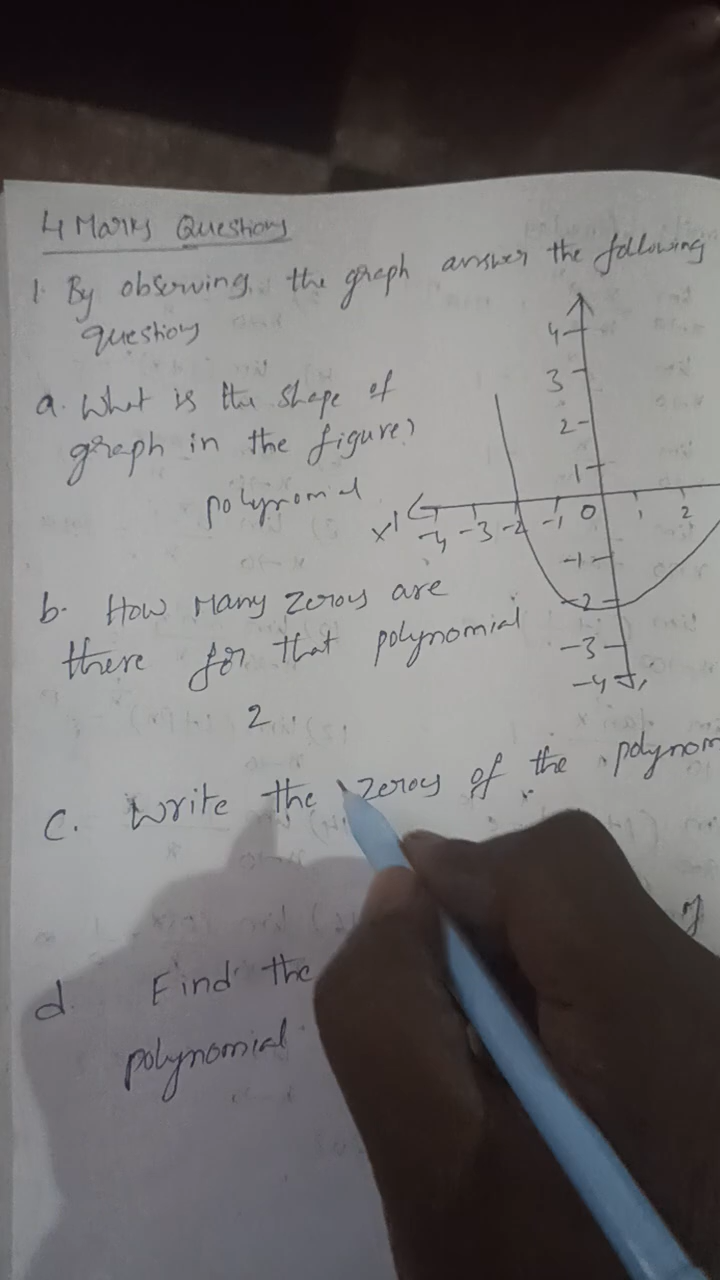 4 Marks Questions
1. By observing the graph answer the following
questions
a. What is the shape of
graph in the figure?
polynomial
b. How Many Zeroes are
there for that polynomial
2
c. Write the zeroes of the polynom
d. Find the
polynomial
4
3
2
1
x' -4 -3 -2 -1 0 1 2
-1
-2
-3
-4